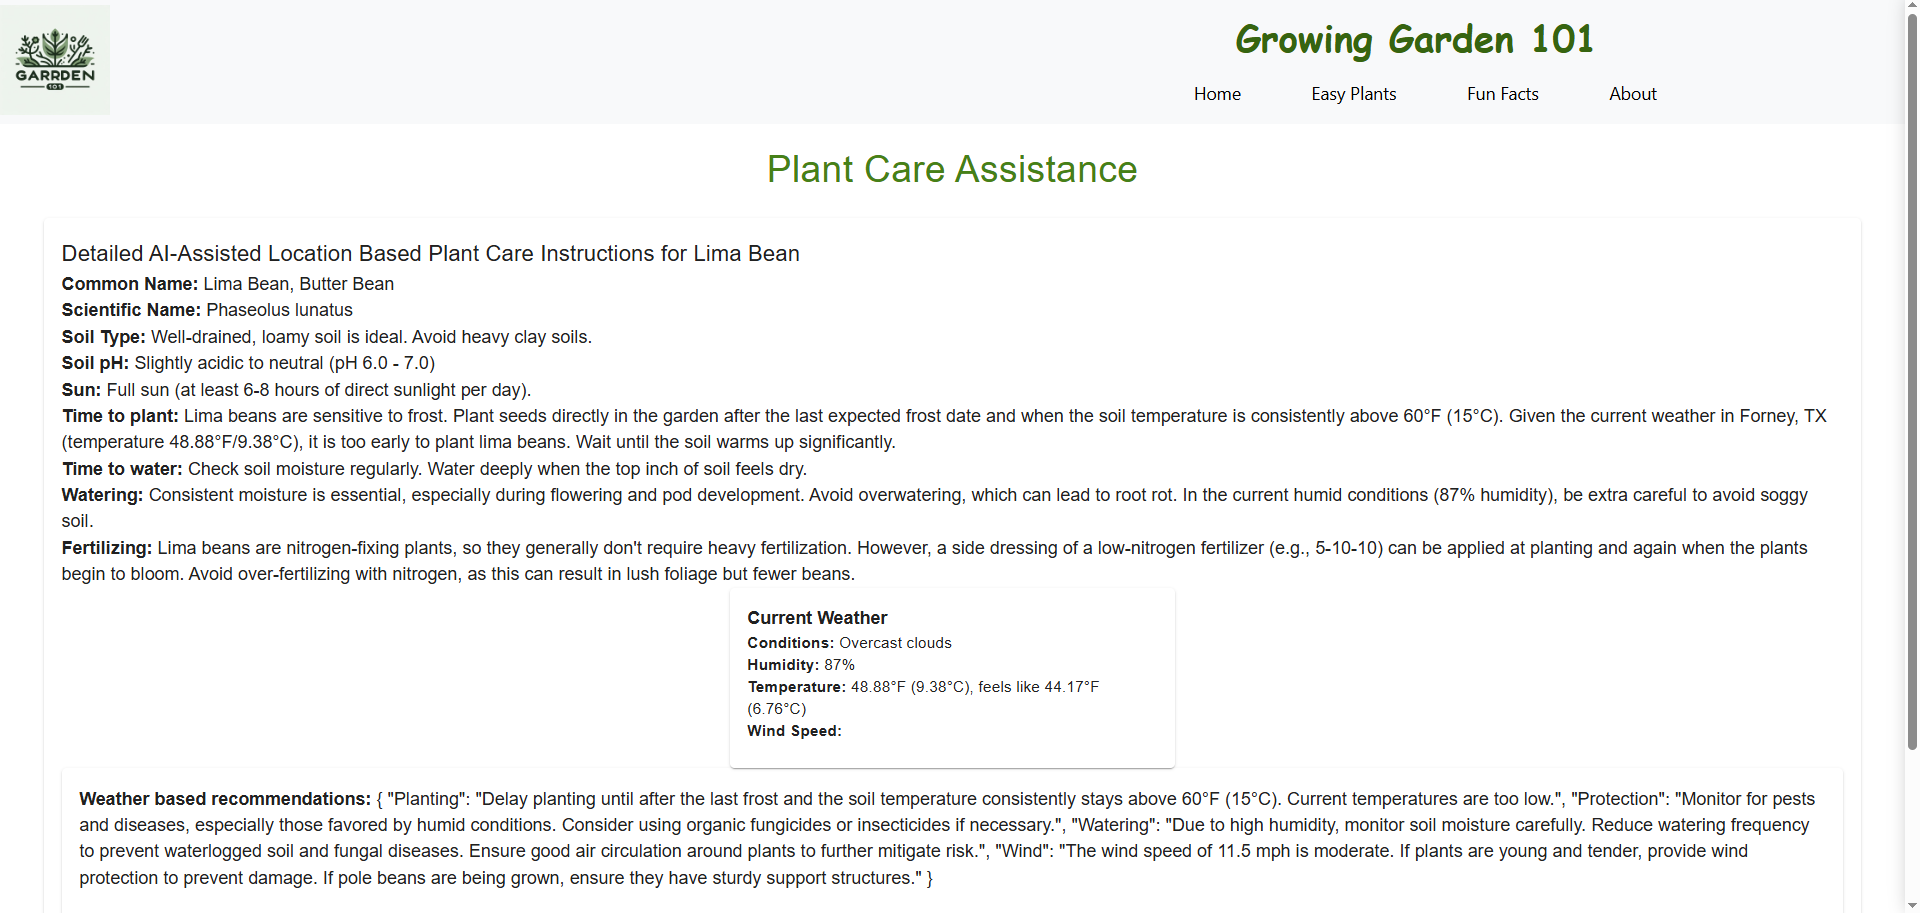 GARRDEN
101
Growing Garden 101
Home Easy Plants Fun Facts About
Plant Care Assistance
Detailed AI-Assisted Location Based Plant Care Instructions for Lima Bean
Common Name: Lima Bean, Butter Bean
Scientific Name: Phaseolus lunatus
Soil Type: Well-drained, loamy soil is ideal. Avoid heavy clay soils.
Soil pH: Slightly acidic to neutral (pH 6.0 - 7.0)
Sun: Full sun (at least 6-8 hours of direct sunlight per day).
Time to plant: Lima beans are sensitive to frost. Plant seeds directly in the garden after the last expected frost date and when the soil temperature is consistently above 60°F (15°C). Given the current weather in Forney, TX
(temperature 48.88°F/9.38°C), it is too early to plant lima beans. Wait until the soil warms up significantly.
Time to water: Check soil moisture regularly. Water deeply when the top inch of soil feels dry.
Watering: Consistent moisture is essential, especially during flowering and pod development. Avoid overwatering, which can lead to root rot. In the current humid conditions (87% humidity), be extra careful to avoid soggy
soil.
Fertilizing: Lima beans are nitrogen-fixing plants, so they generally don't require heavy fertilization. However, a side dressing of a low-nitrogen fertilizer (e.g., 5-10-10) can be applied at planting and again when the plants
begin to bloom. Avoid over-fertilizing with nitrogen, as this can result in lush foliage but fewer beans.
Current Weather
Conditions: Overcast clouds
Humidity: 87%
Temperature: 48.88°F (9.38°C), feels like 44.17°F
(6.76°C)
Wind Speed:
Weather based recommendations: { "Planting": "Delay planting until after the last frost and the soil temperature consistently stays above 60°F (15°C). Current temperatures are too low.", "Protection": "Monitor for pests
and diseases, especially those favored by humid conditions. Consider using organic fungicides or insecticides if necessary.", "Watering": "Due to high humidity, monitor soil moisture carefully. Reduce watering frequency
to prevent waterlogged soil and fungal diseases. Ensure good air circulation around plants to further mitigate risk.", "Wind": "The wind speed of 11.5 mph is moderate. If plants are young and tender, provide wind
protection to prevent damage. If pole beans are being grown, ensure they have sturdy support structures." }